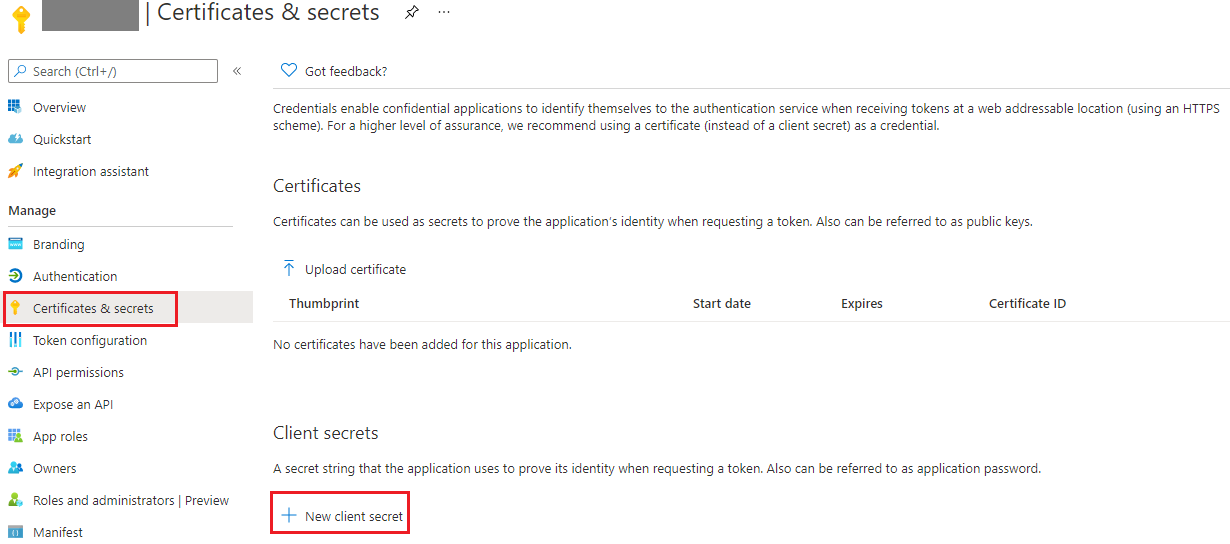 | Certificates & secrets ...
Search (Ctrl+/) «
Overview
Quickstart
Integration assistant
Manage
Branding
Authentication
Certificates & secrets
Token configuration
API permissions
Expose an API
App roles
Owners
Roles and administrators | Preview
Manifest
Got feedback?
Credentials enable confidential applications to identify themselves to the authentication service when receiving tokens at a web addressable location (using an HTTPS
scheme). For a higher level of assurance, we recommend using a certificate (instead of a client secret) as a credential.
Certificates
Certificates can be used as secrets to prove the application's identity when requesting a token. Also can be referred to as public keys.
Upload certificate
Thumbprint Start date Expires Certificate ID
No certificates have been added for this application.
Client secrets
A secret string that the application uses to prove its identity when requesting a token. Also can be referred to as application password.
New client secret